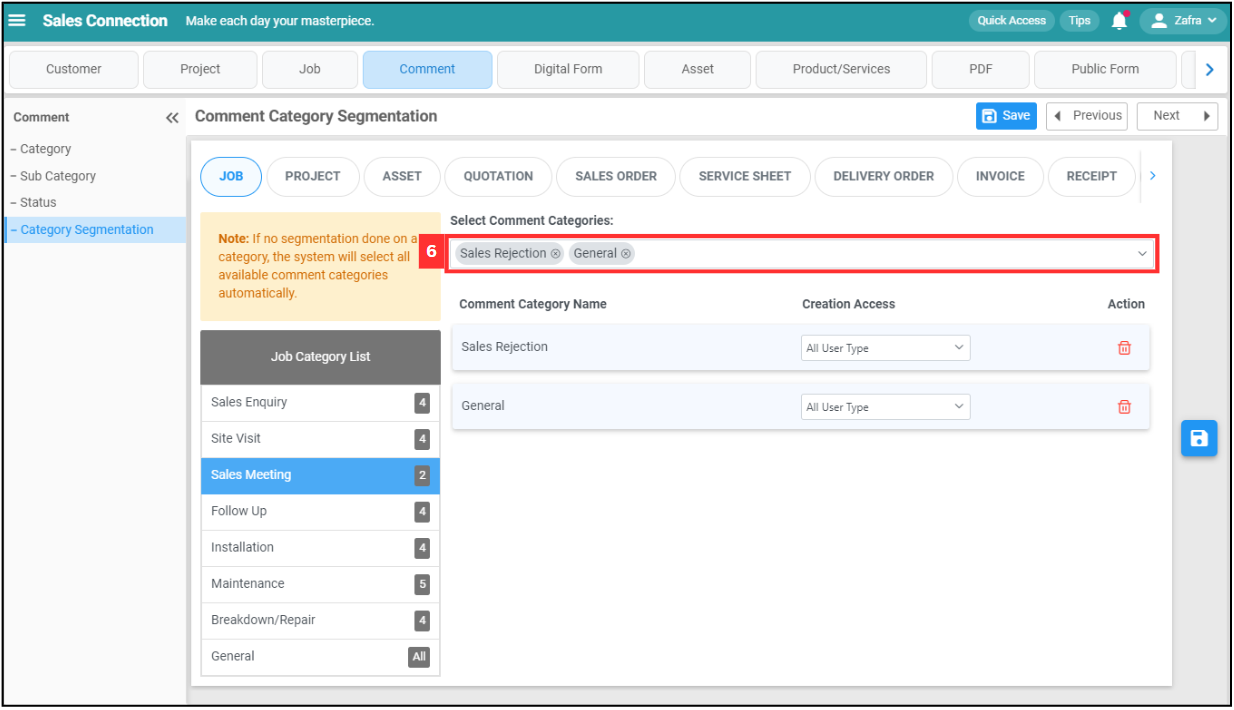 Sales Connection Make each day your masterpiece. Quick Access Tips Zafra
Customer Project Job Comment Digital Form Asset Product/Services PDF Public Form
Comment
– Category
– Sub Category
– Status
– Category Segmentation
Comment Category Segmentation Save Previous Next
JOB PROJECT ASSET QUOTATION SALES ORDER SERVICE SHEET DELIVERY ORDER INVOICE RECEIPT
Note: If no segmentation done on a
category, the system will select all
available comment categories
automatically.
Job Category List
Sales Enquiry 4
Site Visit 4
Sales Meeting 2
Follow Up 4
Installation 4
Maintenance 5
Breakdown/Repair 4
General All
Select Comment Categories:
6 Sales Rejection General
Comment Category Name Creation Access Action
Sales Rejection All User Type
General All User Type